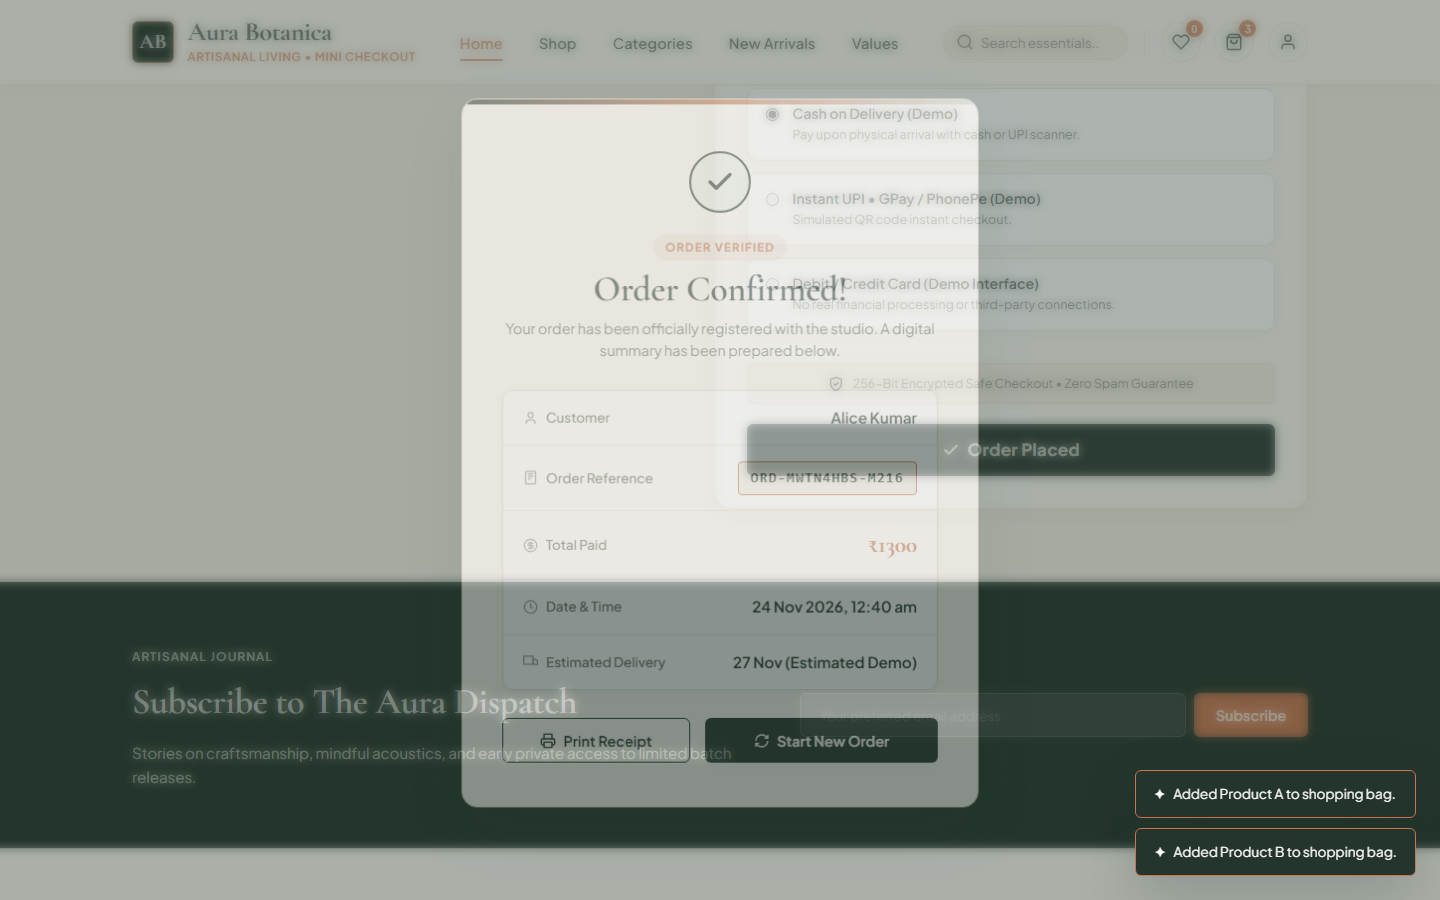 AB
Aura Botanica
ARTISANAL LIVING • MINI CHECKOUT
Home
Shop
Categories
New Arrivals
Values
Search essentials..
0
3
Cash on Delivery (Demo)
Pay upon physical arrival with cash or UPI scanner.
Instant UPI • GPay / PhonePe (Demo)
Simulated QR code instant checkout.
Debit / Credit Card (Demo Interface)
No real financial processing or third-party connections.
256-Bit Encrypted Safe Checkout • Zero Spam Guarantee
Order Placed
ORDER VERIFIED
Order Confirmed!
Your order has been officially registered with the studio. A digital
summary has been prepared below.
Customer
Alice Kumar
Order Reference
ORD-MWTN4HBS-M216
Total Paid
₹1300
Date & Time
24 Nov 2026, 12:40 am
Estimated Delivery
27 Nov (Estimated Demo)
Print Receipt
Start New Order
ARTISANAL JOURNAL
Subscribe to The Aura Dispatch
Stories on craftsmanship, mindful acoustics, and early private access to limited batch
releases.
Your preferred email address
Subscribe
✦ Added Product A to shopping bag.
✦ Added Product B to shopping bag.